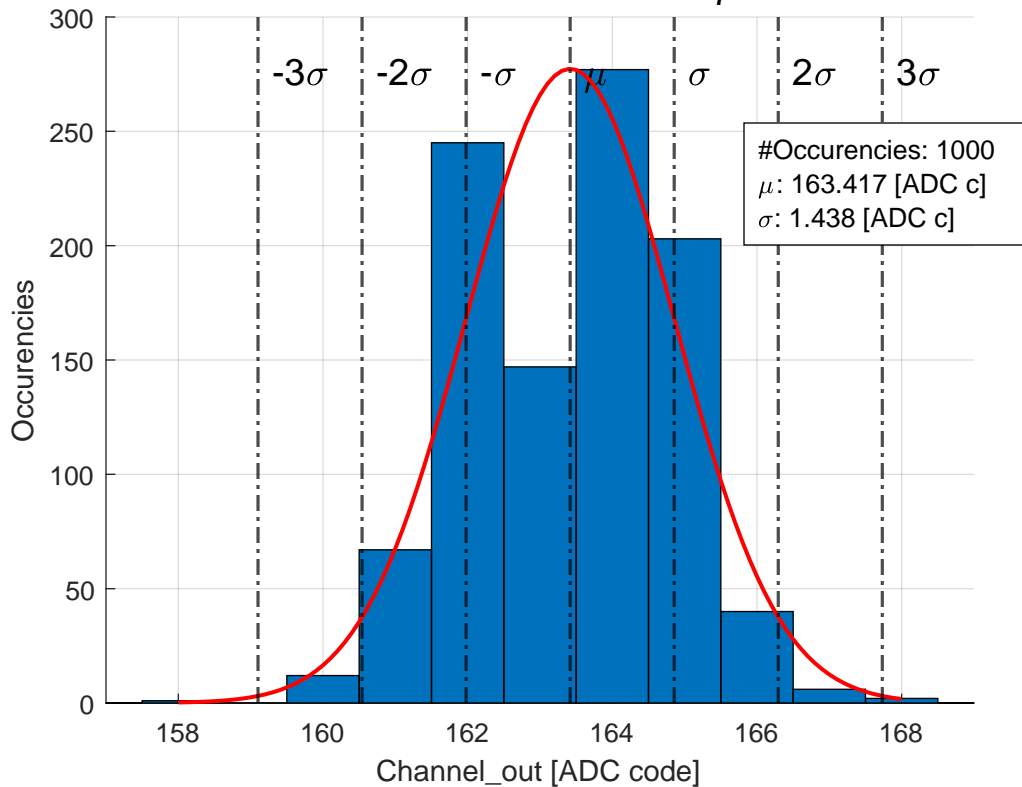 300
250
200
150
100
50
0
Occurencies
-3σ
-2σ
-σ
μ
σ
2σ
3σ
#Occurencies: 1000
μ: 163.417 [ADC c]
σ: 1.438 [ADC c]
158
160
162
164
166
168
Channel_out [ADC code]